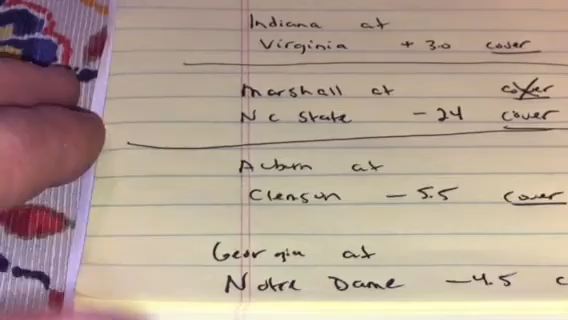 Indiana at
Virginia + 3.0 cover
Marshall at cover
NC State - 24 cover
Auburn at
Clemson - 5.5 cover
Georgia at
Notre Dame - 4.5 c